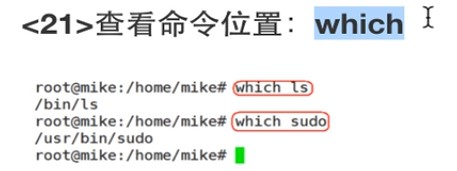 <21>查看命令位置：which
root@mike:/home/mike# which ls
/bin/ls
root@mike:/home/mike# which sudo
/usr/bin/sudo
root@mike:/home/mike#